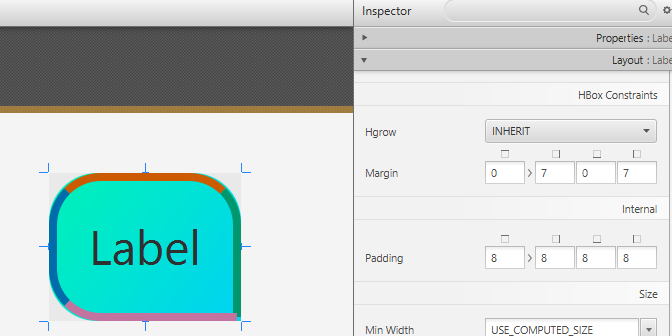 Inspector
Properties : Labe
Layout : Labe
HBox Constraints
Hgrow INHERIT
Margin 0 7 0 7
Internal
Padding 8 8 8 8
Size
Min Width USE_COMPUTED_SIZE
Label